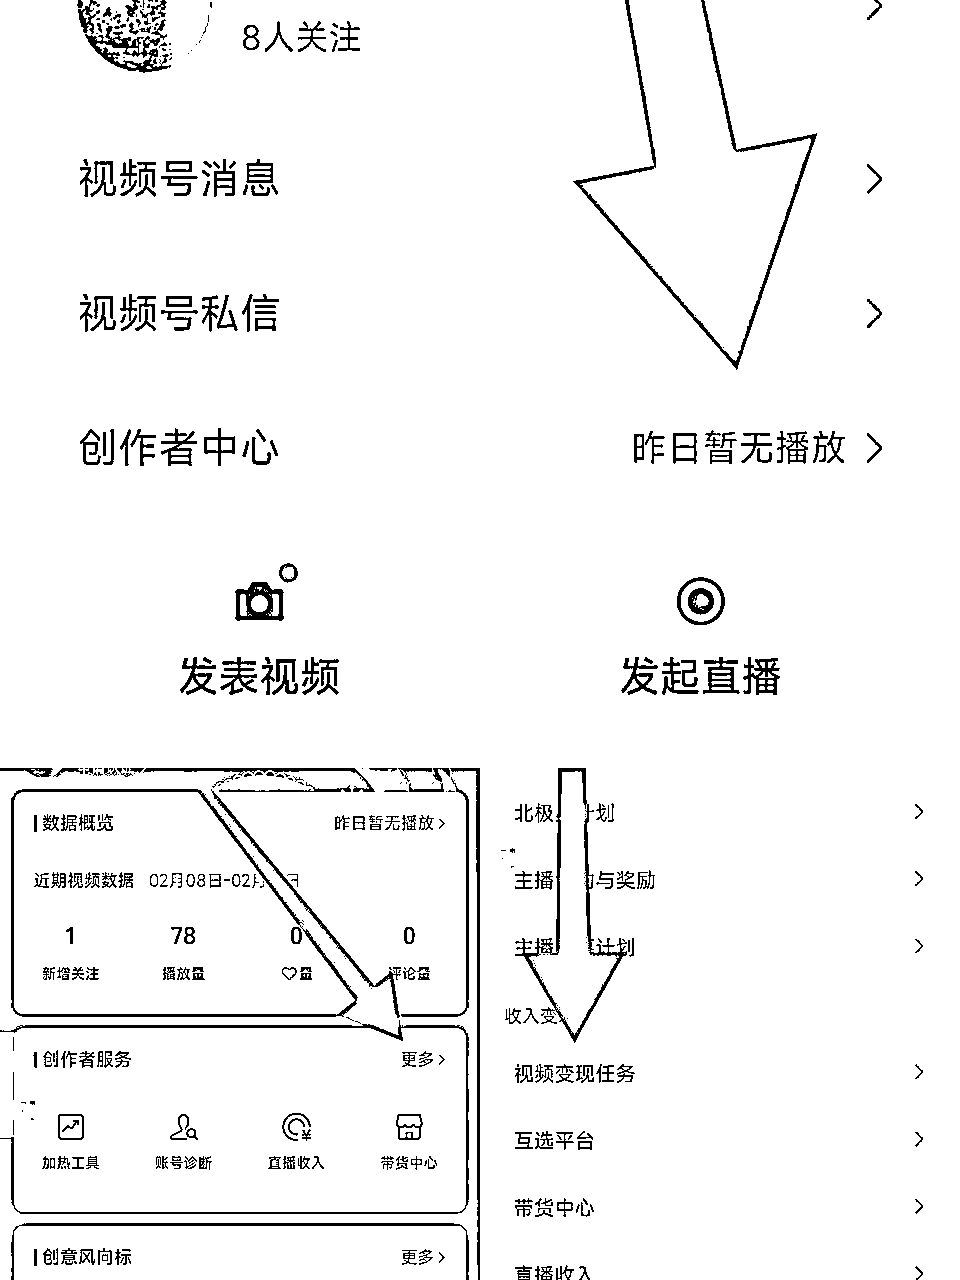 8人关注
视频号消息
视频号私信
创作者中心 昨日暂无播放
发表视频 发起直播
数据概览 昨日暂无播放
近期视频数据 02月08日-02月 日
1 78 0 0
新增关注 播放量 ♡量 评论量
创作者服务 更多
加热工具 账号诊断 直播收入 带货中心
创意风向标 更多
北极 计划
主播 与奖励
主播 计划
收入变
视频变现任务
互选平台
带货中心
直播收入